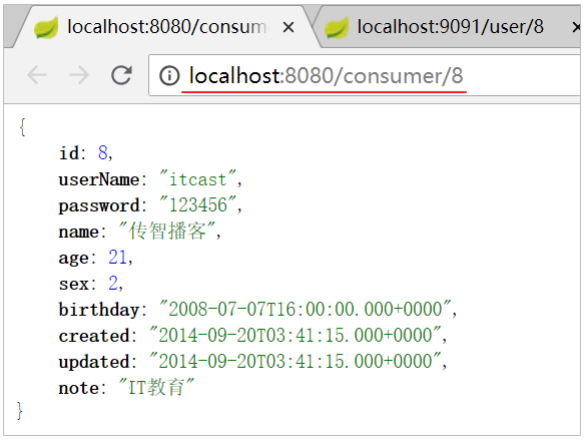 localhost:8080/consum
localhost:9091/user/8
localhost:8080/consumer/8
{
id: 8,
userName: "itcast",
password: "123456",
name: "传智播客",
age: 21,
sex: 2,
birthday: "2008-07-07T16:00:00.000+0000",
created: "2014-09-20T03:41:15.000+0000",
updated: "2014-09-20T03:41:15.000+0000",
note: "IT教育"
}